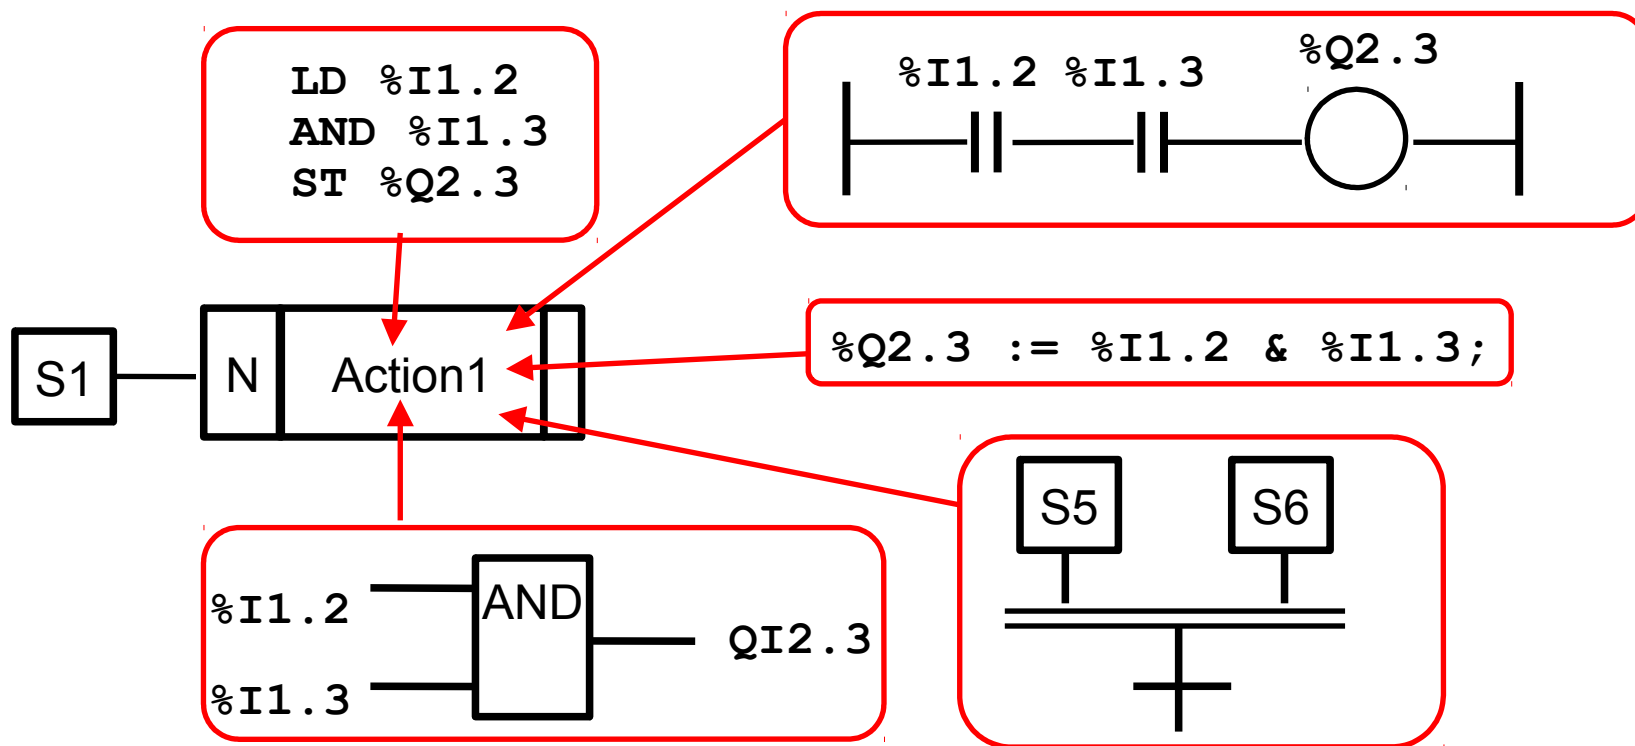 LD %I1.2
AND %I1.3
ST %Q2.3
%I1.2 %I1.3 %Q2.3
S1
N
Action1
%Q2.3 := %I1.2 & %I1.3;
S5
S6
%I1.2
AND
QI2.3
%I1.3